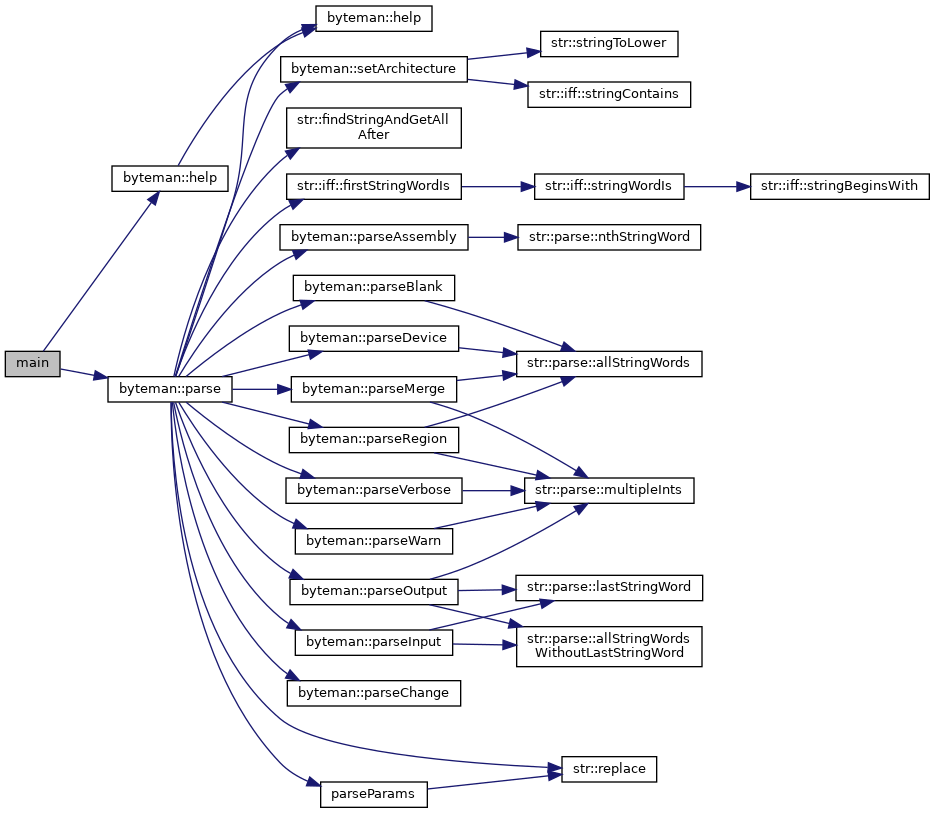 byteman::help
str::stringToLower
byteman::setArchitecture
str::iff::stringContains
str::findStringAndGetAll
After
byteman::help
str::iff::firstStringWordIs
str::iff::stringWordIs
str::iff::stringBeginsWith
byteman::parseAssembly
str::parse::nthStringWord
byteman::parseBlank
byteman::parseDevice
main
str::parse::allStringWords
byteman::parse
byteman::parseMerge
byteman::parseRegion
byteman::parseVerbose
str::parse::multipleInts
byteman::parseWarn
byteman::parseOutput
str::parse::lastStringWord
byteman::parseInput
str::parse::allStringWords
WithoutLastStringWord
byteman::parseChange
str::replace
parseParams